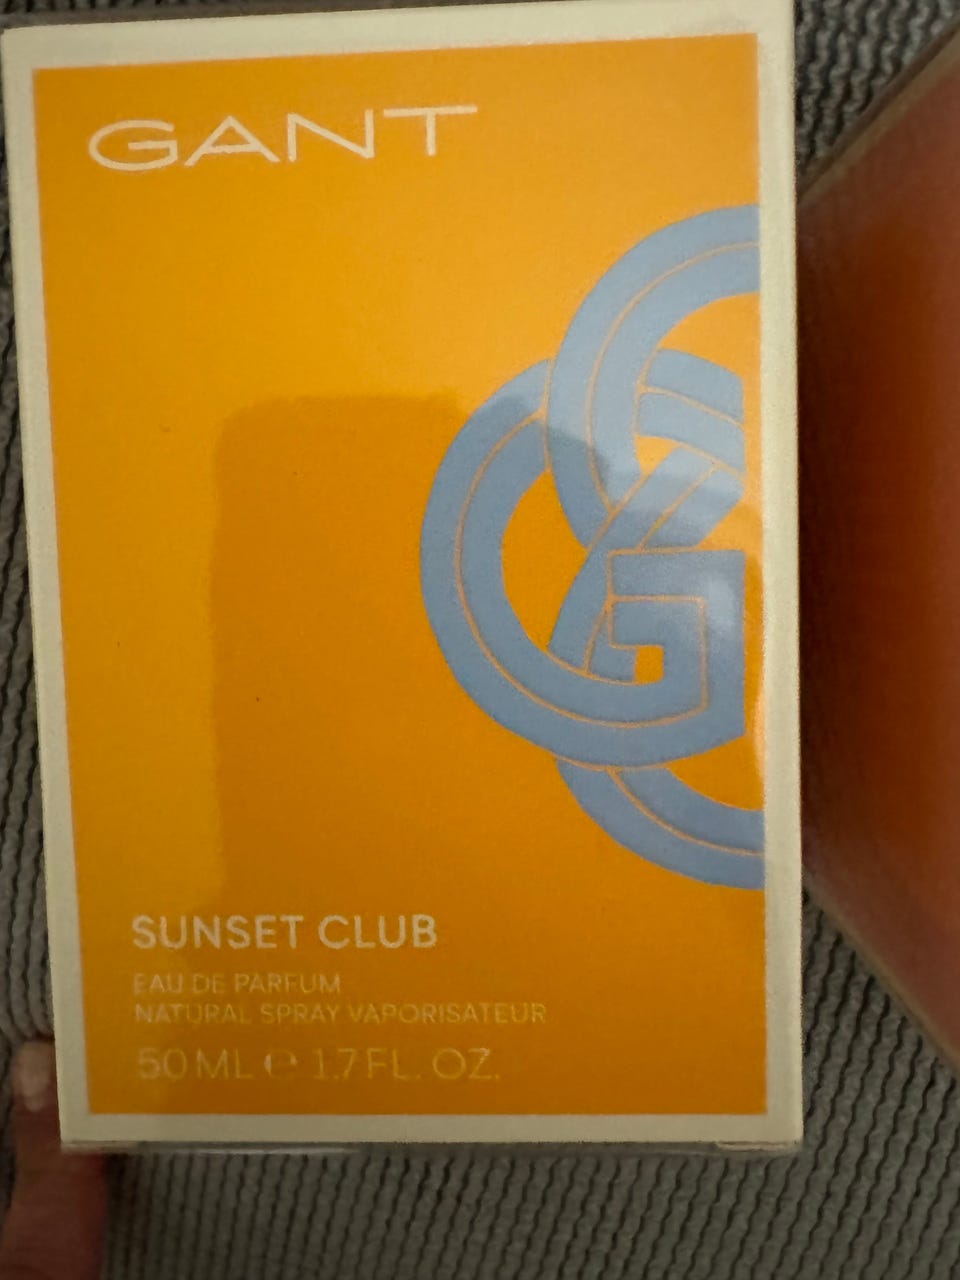 GANT
G
SUNSET CLUB
EAU DE PARFUM
NATURAL SPRAY VAPORISATEUR
50 ML ℮ 1.7 FL. OZ.